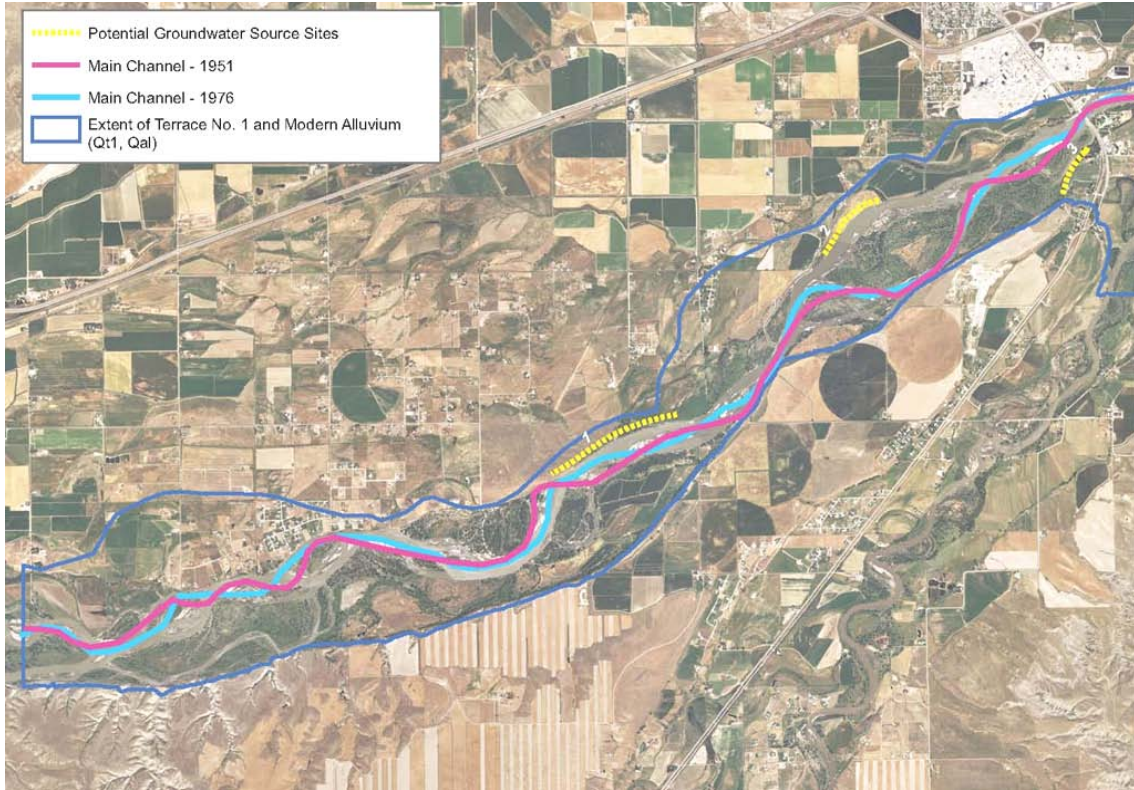 Potential Groundwater Source Sites
Main Channel - 1951
Main Channel - 1976
Extent of Terrace No. 1 and Modern Alluvium
(Qt1, Qal)
3
2
1